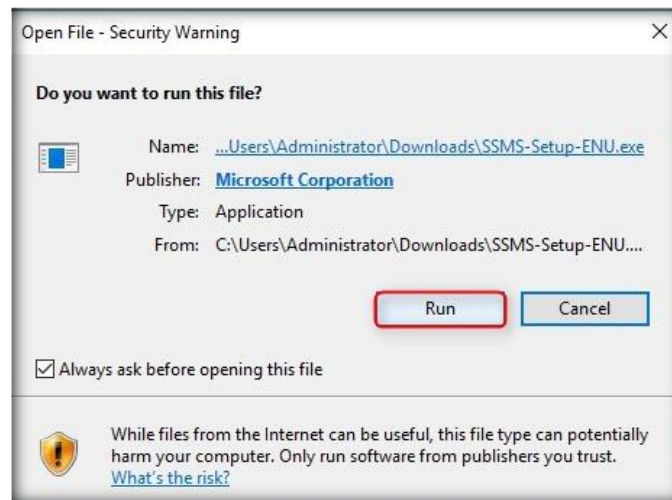 Open File - Security Warning
Do you want to run this file?
Name: ...Users\Administrator\Downloads\SSMS-Setup-ENU.exe
Publisher: Microsoft Corporation
Type: Application
From: C:\Users\Administrator\Downloads\SSMS-Setup-ENU....
Run Cancel
Always ask before opening this file
While files from the Internet can be useful, this file type can potentially
harm your computer. Only run software from publishers you trust.
What's the risk?